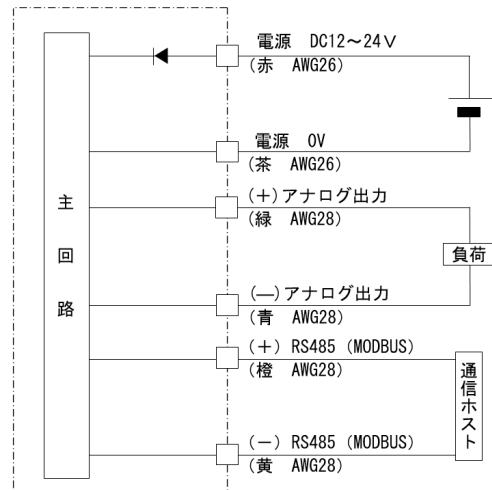 電源 DC12～24V
(赤 AWG26)
電源 0V
(茶 AWG26)
主回路
(+)アナログ出力
(緑 AWG28)
負荷
(—)アナログ出力
(青 AWG28)
(+) RS485 (MODBUS)
(橙 AWG28)
通信ホスト
(−) RS485 (MODBUS)
(黄 AWG28)